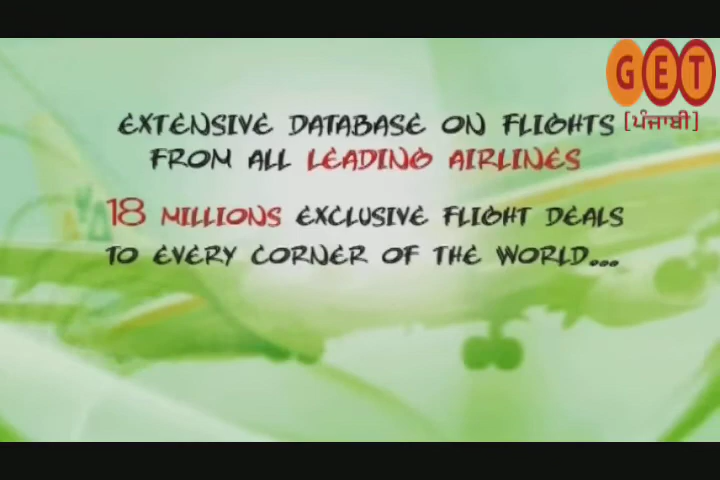 GET
[ਪੰਜਾਬੀ]
EXTENSIVE DATABASE ON FLIGHTS
FROM ALL LEADING AIRLINES
18 MILLIONS EXCLUSIVE FLIGHT DEALS
TO EVERY CORNER OF THE WORLD...